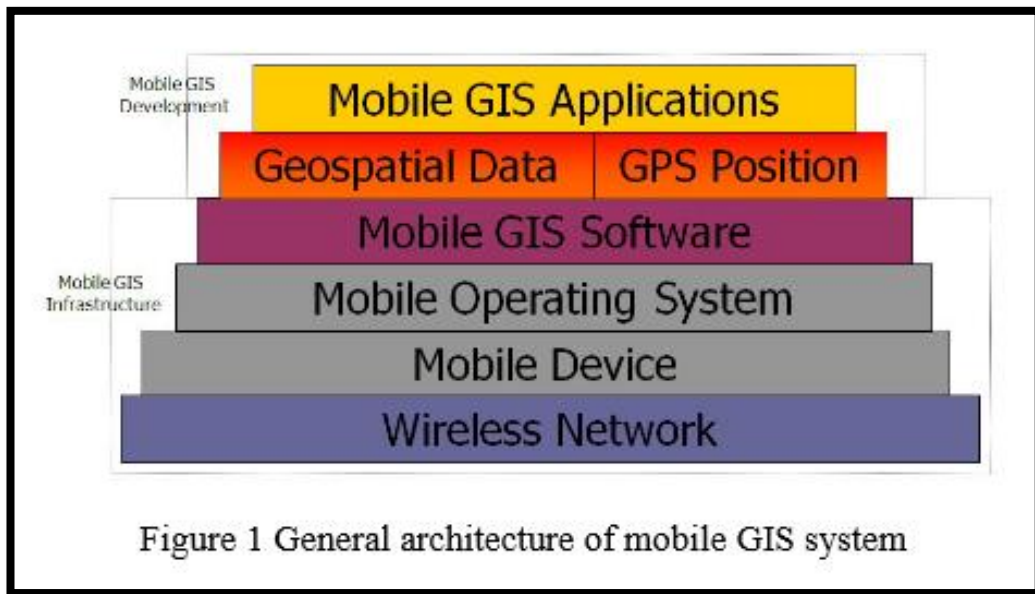 Mobile GIS
Development
Mobile GIS Applications
Geospatial Data GPS Position
Mobile GIS Software
Mobile GIS
Infrastructure
Mobile Operating System
Mobile Device
Wireless Network
Figure 1 General architecture of mobile GIS system